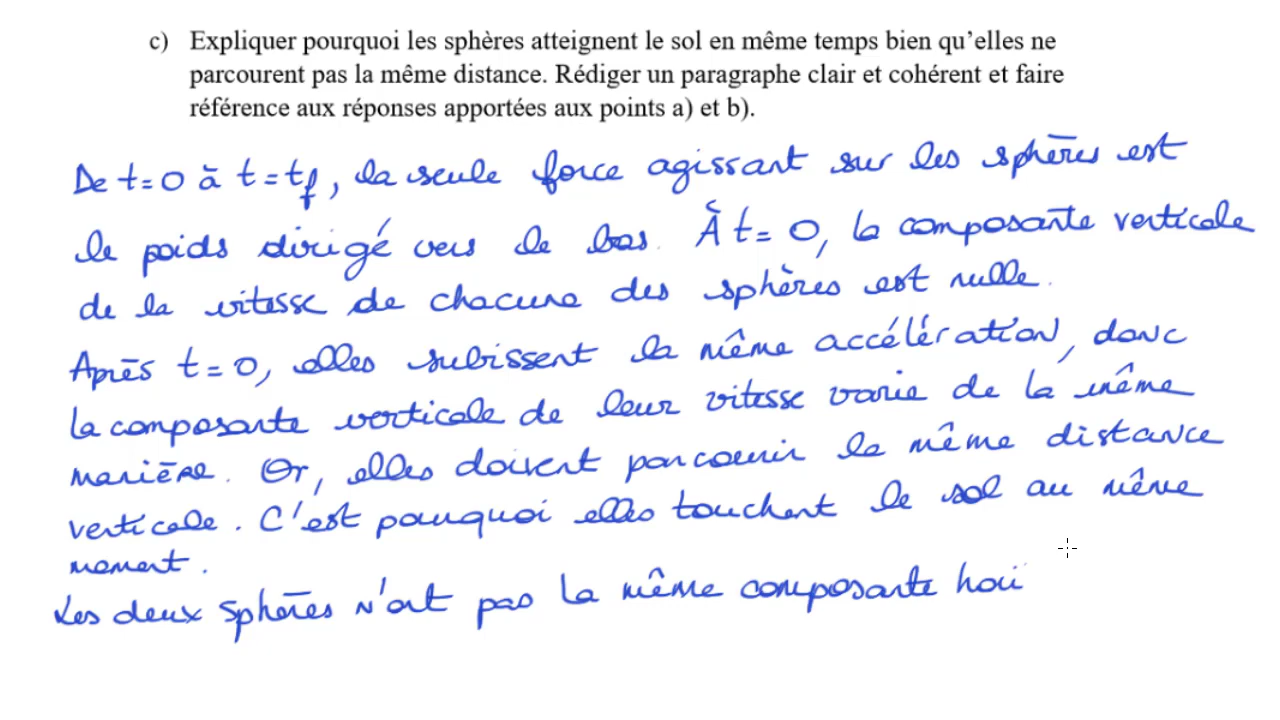 c) Expliquer pourquoi les sphères atteignent le sol en même temps bien qu'elles ne
parcourent pas la même distance. Rédiger un paragraphe clair et cohérent et faire
référence aux réponses apportées aux points a) et b).
De t=0 à t=tf, la seule force agissant sur les sphères est
le poids dirigé vers le bas. À t=0, la composante verticale
de la vitesse de chacune des sphères est nulle.
Après t=0, elles subissent la même accélération, donc
la composante verticale de leur vitesse varie de la même
manière. Or, elles doivent parcourir la même distance
verticale. C'est pourquoi elles touchent le sol au même
moment.
Les deux sphères n'ont pas la même composante hori